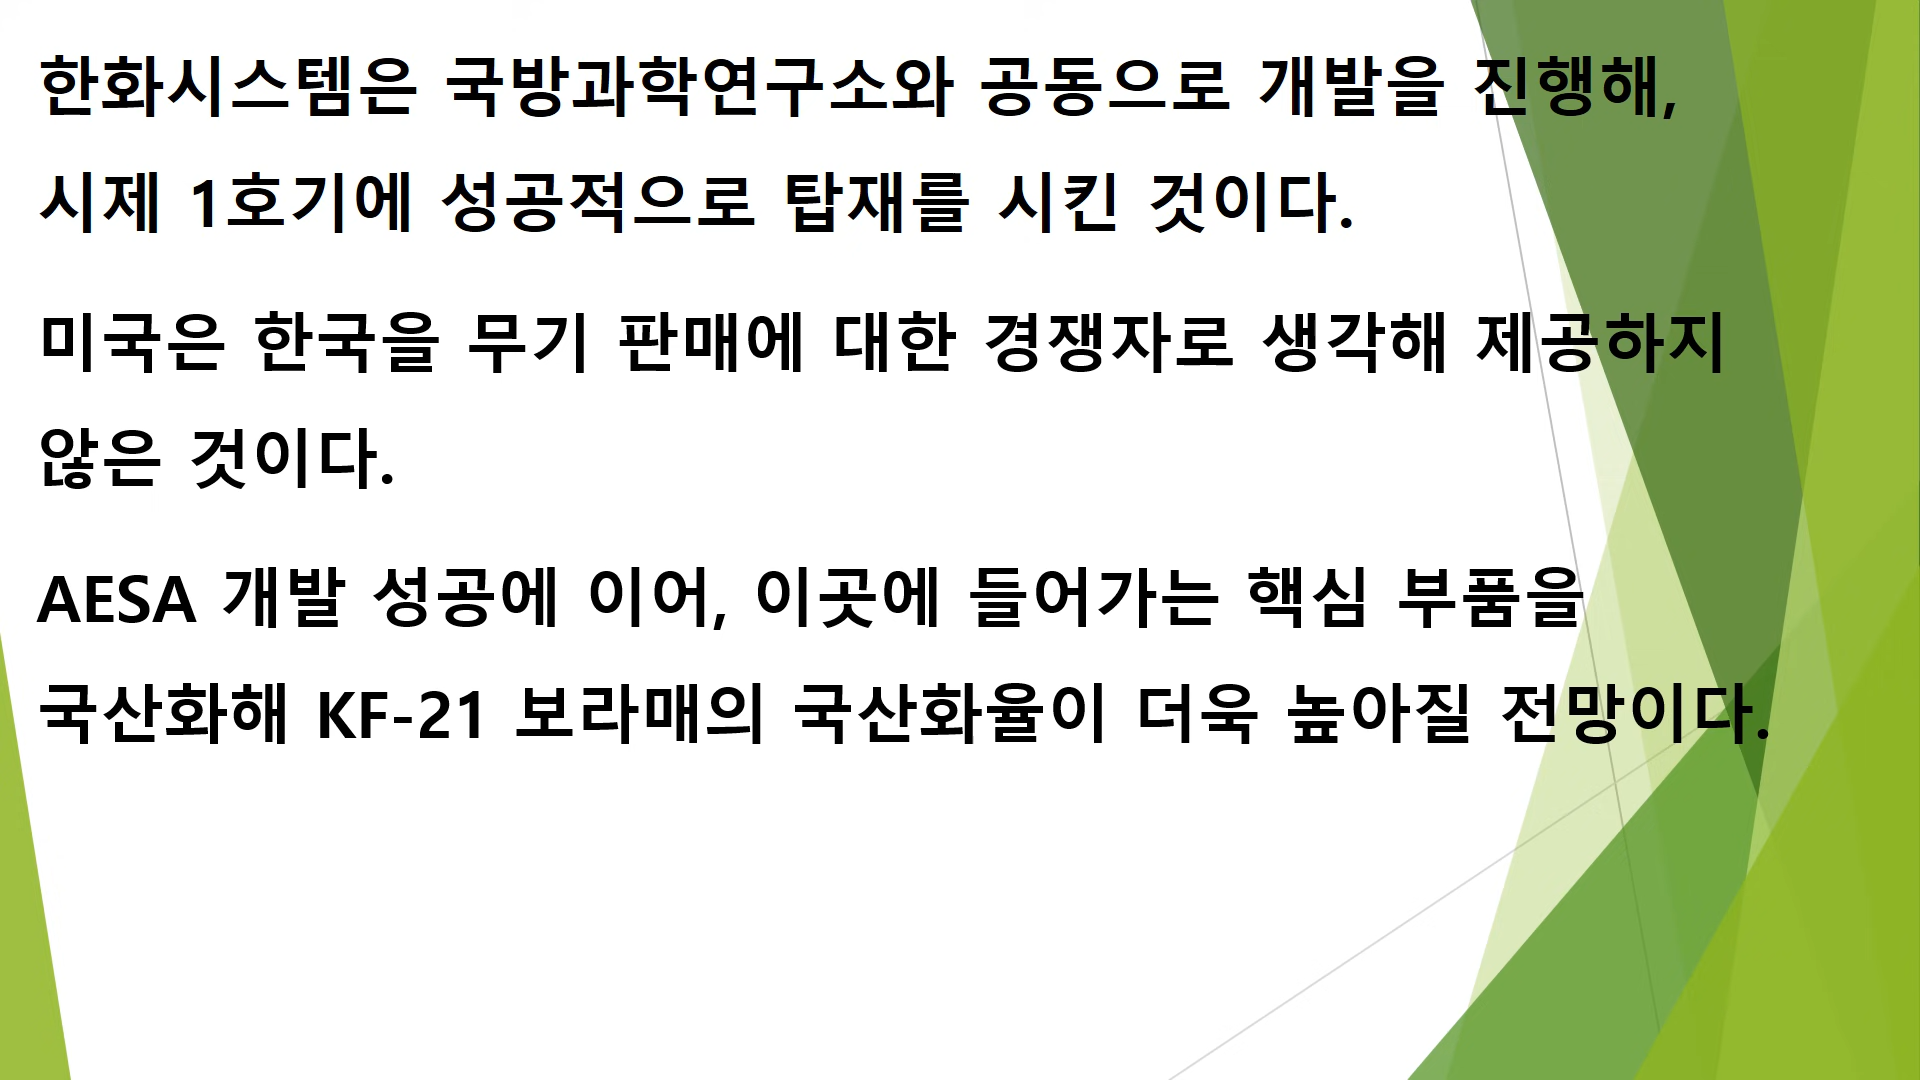 한화시스템은 국방과학연구소와 공동으로 개발을 진행해,
시제 1호기에 성공적으로 탑재를 시킨 것이다.
미국은 한국을 무기 판매에 대한 경쟁자로 생각해 제공하지
않은 것이다.
AESA 개발 성공에 이어, 이곳에 들어가는 핵심 부품을
국산화해 KF-21 보라매의 국산화율이 더욱 높아질 전망이다.